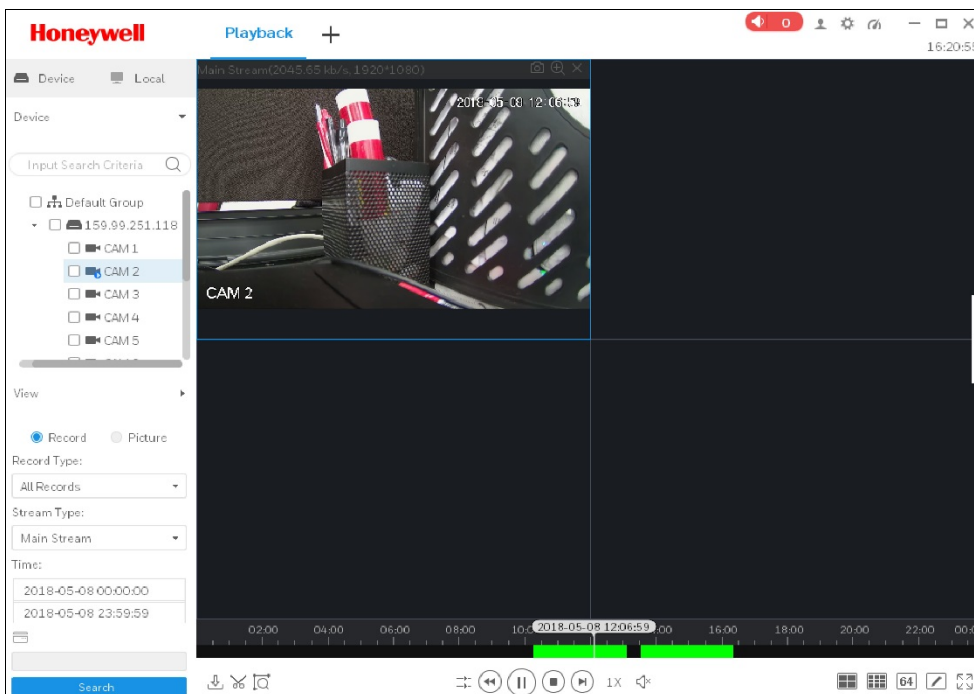 Honeywell
Playback
0
16:20:55
Device
Local
Device
Input Search Criteria
Default Group
159.99.251.118
CAM 1
CAM 2
CAM 3
CAM 4
CAM 5
View
Record
Picture
Record Type:
All Records
Stream Type:
Main Stream
Time:
2018-05-08 00:00:00
2018-05-08 23:59:59
Search
Main Stream(2045.65 kb/s, 1920*1080)
2018-05-08 12:06:59
CAM 2
02:00 04:00 06:00 08:00 2018-05-08 12:06:59 16:00 18:00 20:00 22:00
1X
64